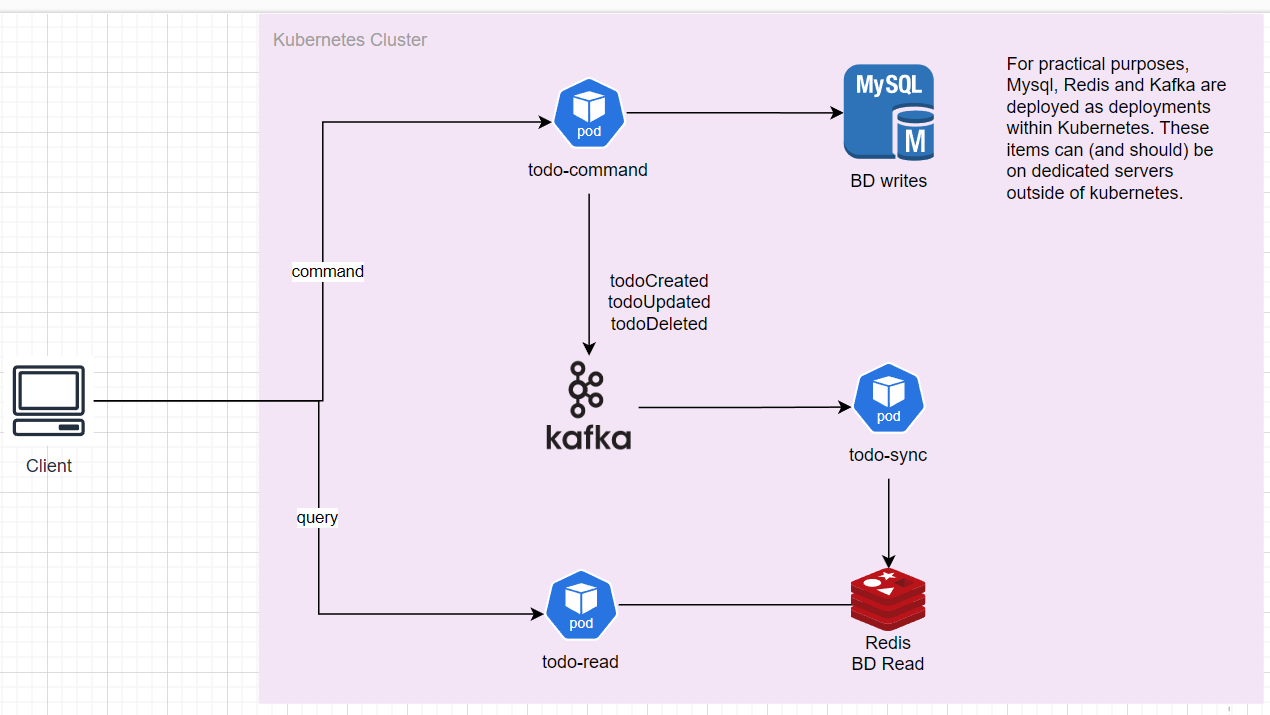 Kubernetes Cluster
For practical purposes,
Mysql, Redis and Kafka are
deployed as deployments
within Kubernetes. These
items can (and should) be
on dedicated servers
outside of kubernetes.
MySQL
M
BD writes
pod
todo-command
command
todoCreated
todoUpdated
todoDeleted
kafka
pod
todo-sync
Client
query
pod
todo-read
Redis
BD Read